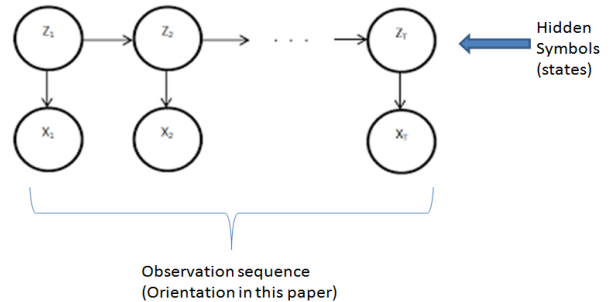 Z1 Z2 . . . ZT
Hidden
Symbols
(states)
X1 X2 XT
Observation sequence
(Orientation in this paper)